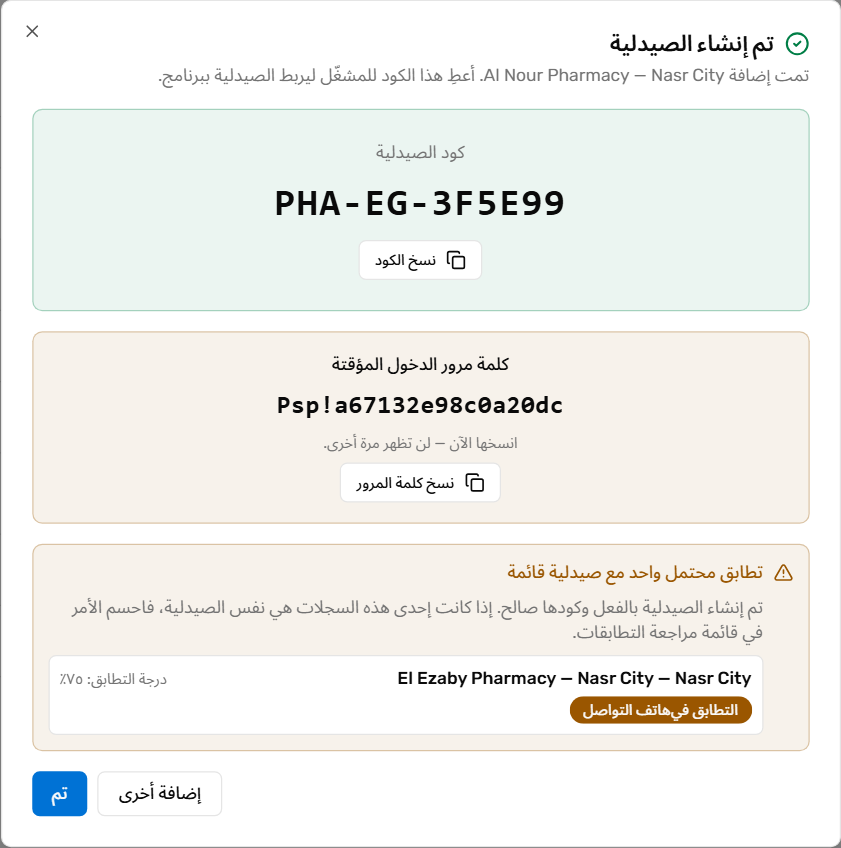 تم إنشاء الصيدلية
تمت إضافة Al Nour Pharmacy — Nasr City. أعطِ هذا الكود للمشغّل ليربط الصيدلية ببرنامج.
كود الصيدلية
PHA-EG-3F5E99
نسخ الكود
كلمة مرور الدخول المؤقتة
Psp!a67132e98c0a20dc
انسخها الآن — لن تظهر مرة أخرى.
نسخ كلمة المرور
تطابق محتمل واحد مع صيدلية قائمة
تم إنشاء الصيدلية بالفعل وكودها صالح. إذا كانت إحدى هذه السجلات هي نفس الصيدلية، فاحسم الأمر
في قائمة مراجعة التطابقات.
El Ezaby Pharmacy — Nasr City — Nasr City
درجة التطابق: ٧٥٪
التطابق في‌هاتف التواصل
إضافة أخرى
تم